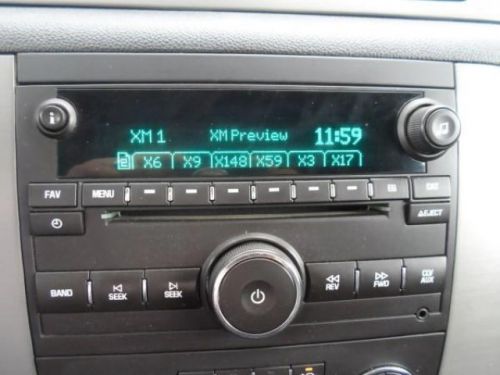 XM 1 XM Preview 11:59
2 X6 X9 X148 X59 X3 X17
FAV MENU
EJECT
BAND SEEK SEEK REV FWD CD/AUX